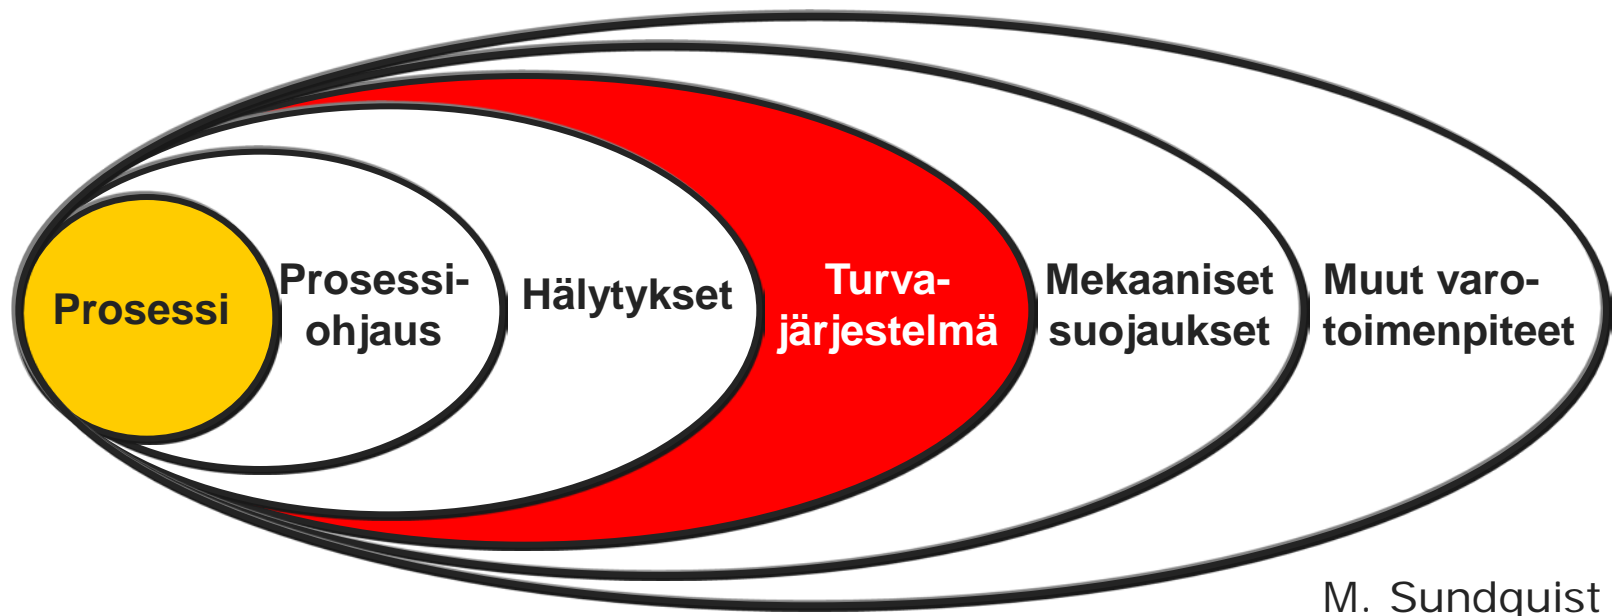 Prosessi
Prosessi-
ohjaus
Hälytykset
Turva-
järjestelmä
Mekaaniset
suojaukset
Muut varo-
toimenpiteet
M. Sundquist